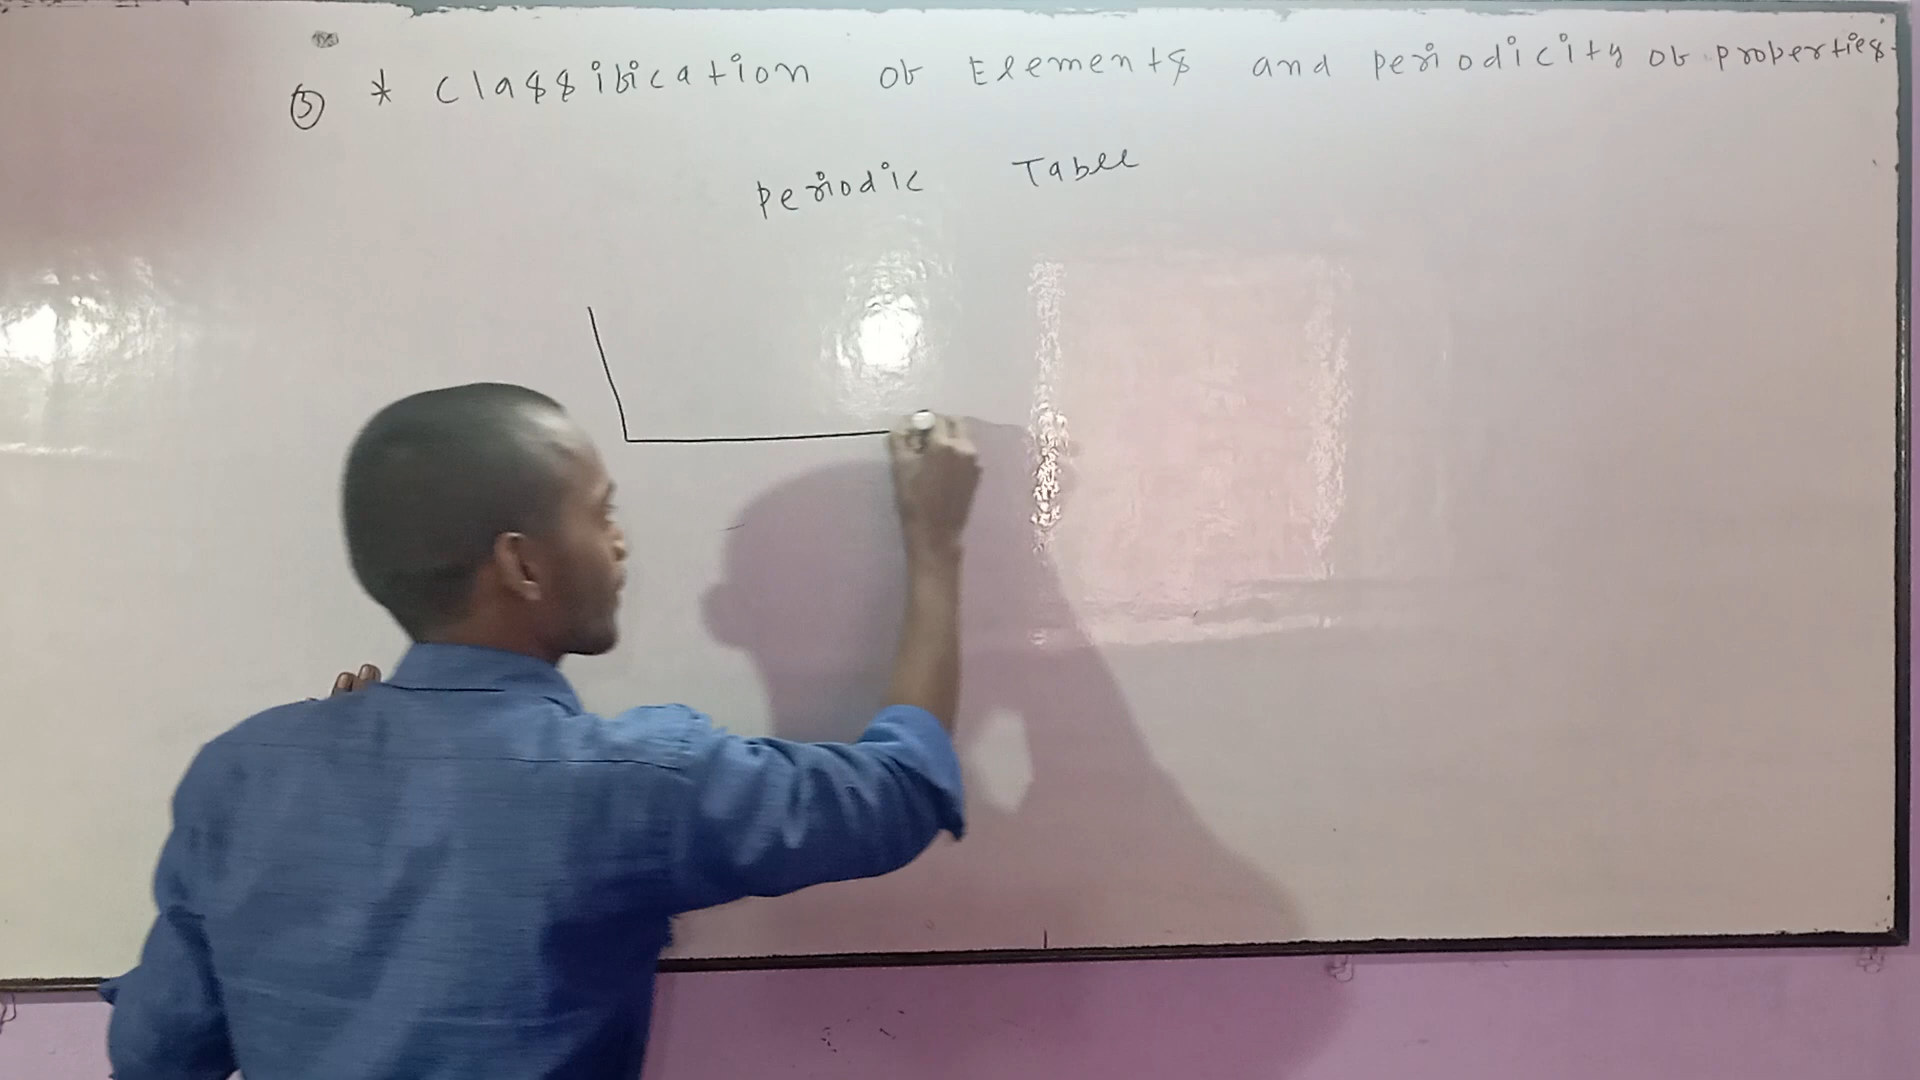 ⑤ * Classification of Elements and periodicity of properties.
Periodic Table